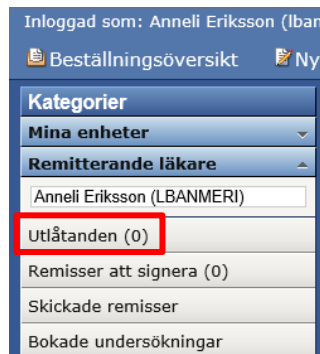 Inloggad som: Anneli Eriksson (lban
Beställningsöversikt Ny
Kategorier
Mina enheter
Remitterande läkare
Anneli Eriksson (LBANMERI)
Utlåtanden (0)
Remisser att signera (0)
Skickade remisser
Bokade undersökningar